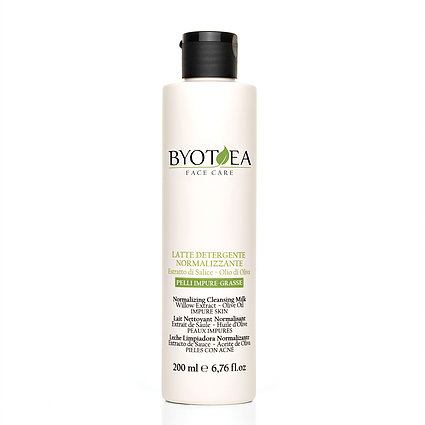 BYOTEA
FACE CARE
LATTE DETERGENTE
NORMALIZZANTE
Estratto di Salice - Olio di Oliva
PELLI IMPURE-GRASSE
Normalizing Cleansing Milk
Willow Extract - Olive Oil
IMPURE SKIN
Lait Nettoyant Normalisant
Extrait de Saule - Huile d'Olive
PEAUX IMPURES
Leche Limpiadora Normalizante
Extracto de Sauce - Aceite de Oliva
PIELES CON ACNÉ
200 ml e 6,76 fl.oz